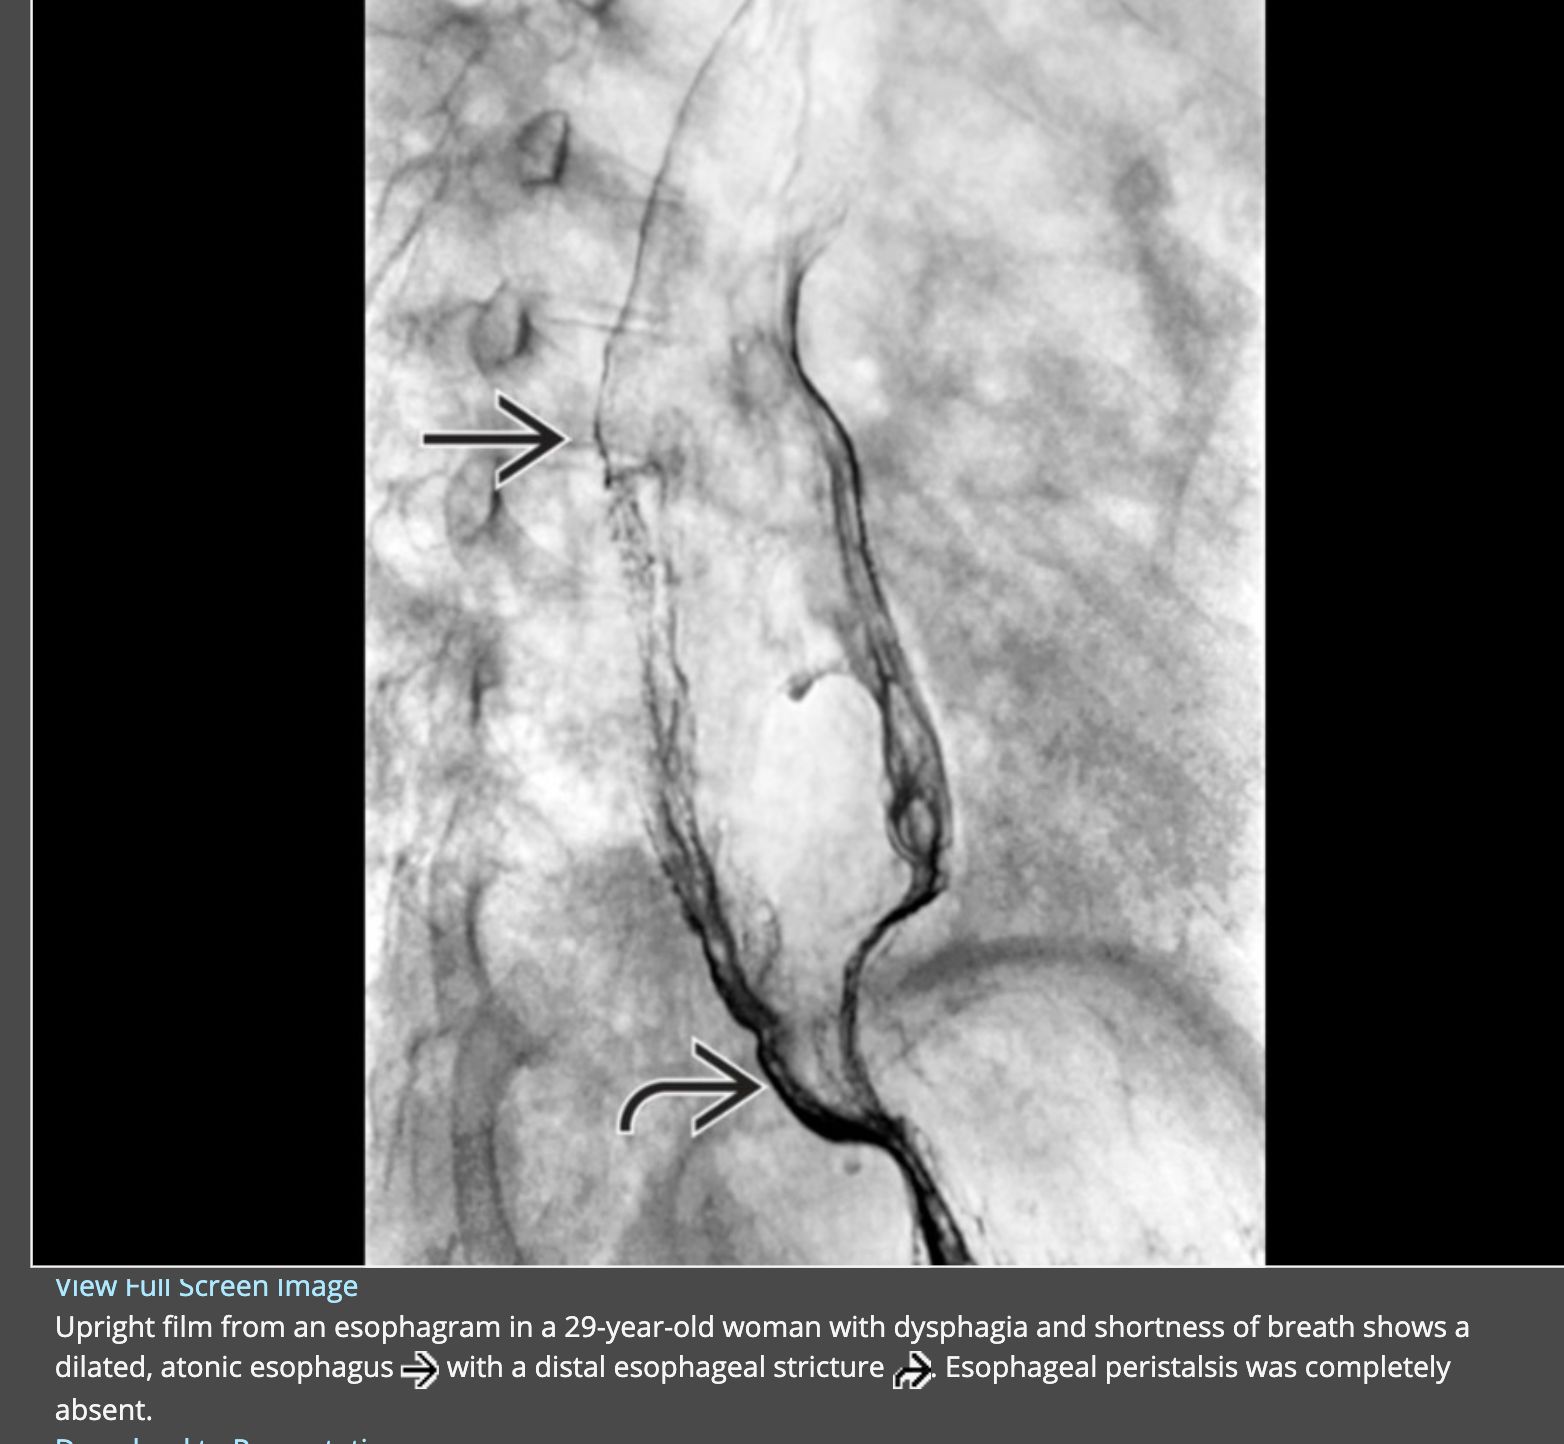 View Full Screen Image
Upright film from an esophagram in a 29-year-old woman with dysphagia and shortness of breath shows a
dilated, atonic esophagus with a distal esophageal stricture . Esophageal peristalsis was completely
absent.